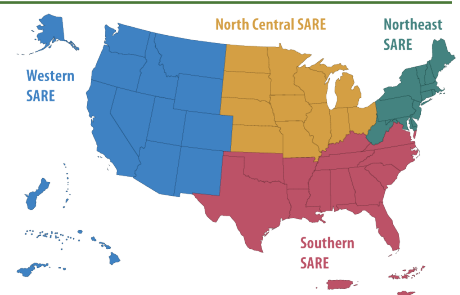 North Central SARE
Northeast
SARE
Western
SARE
Southern
SARE